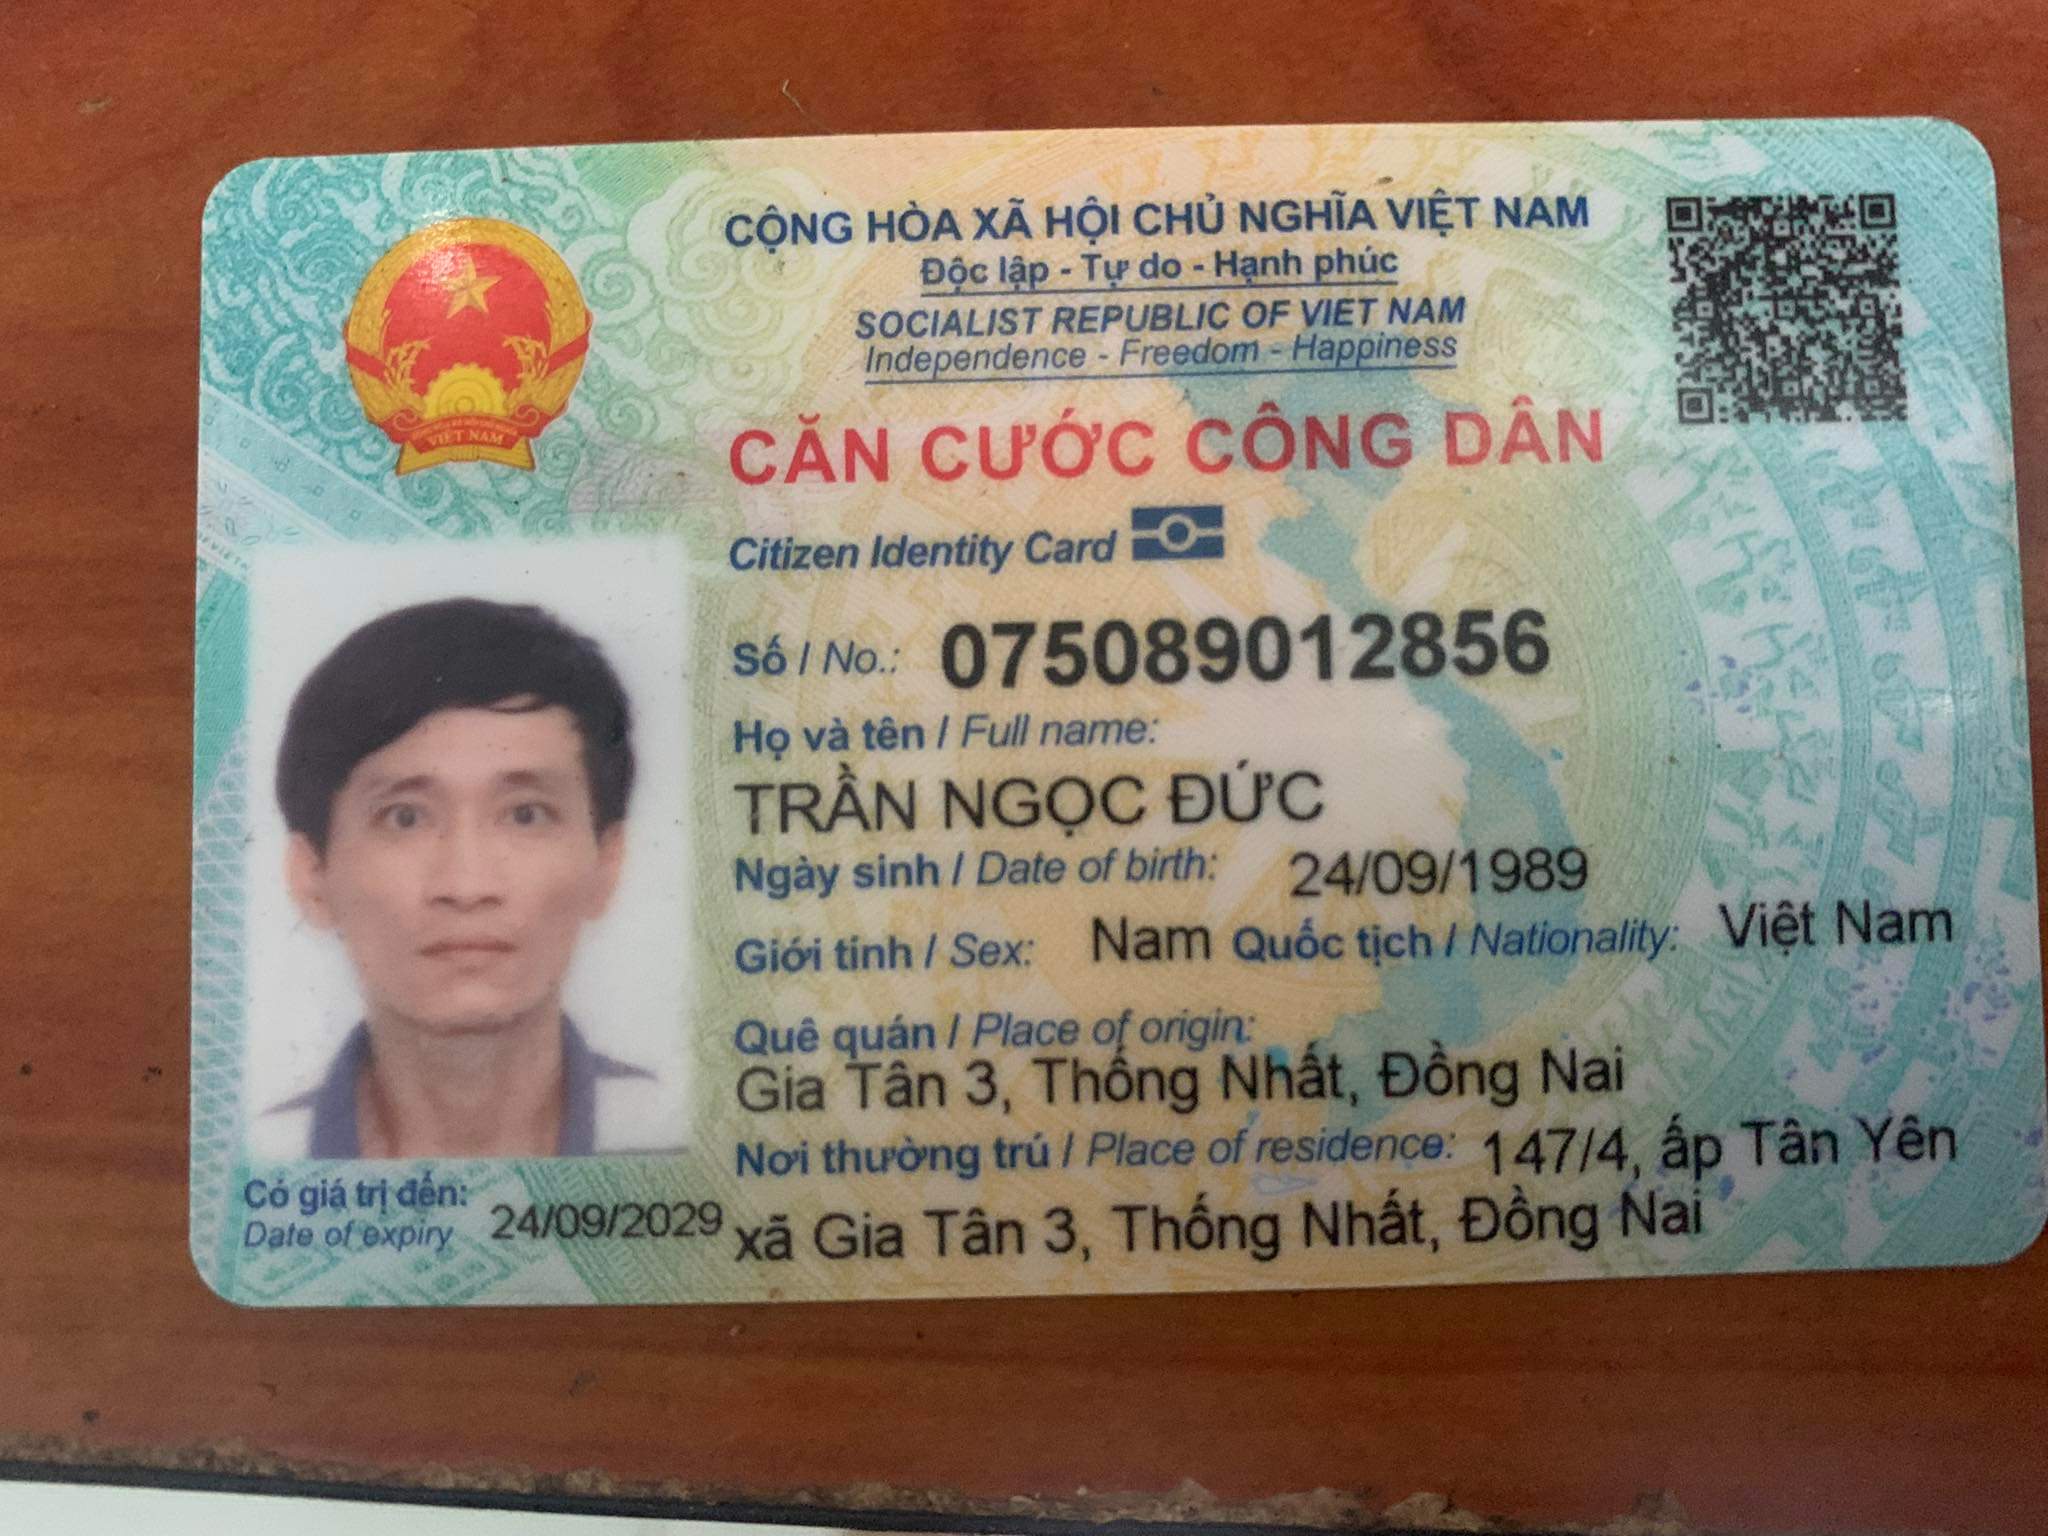 CỘNG HÒA XÃ HỘI CHỦ NGHĨA VIỆT NAM
Độc lập - Tự do - Hạnh phúc
SOCIALIST REPUBLIC OF VIET NAM
Independence - Freedom - Happiness
CĂN CƯỚC CÔNG DÂN
Citizen Identity Card
VIỆT NAM
Số / No.: 075089012856
Họ và tên / Full name:
TRẦN NGỌC ĐỨC
Ngày sinh / Date of birth: 24/09/1989
Giới tính / Sex: Nam Quốc tịch / Nationality: Việt Nam
Quê quán / Place of origin:
Gia Tân 3, Thống Nhất, Đồng Nai
Nơi thường trú / Place of residence: 147/4, ấp Tân Yên
xã Gia Tân 3, Thống Nhất, Đồng Nai
Có giá trị đến: 24/09/2029
Date of expiry